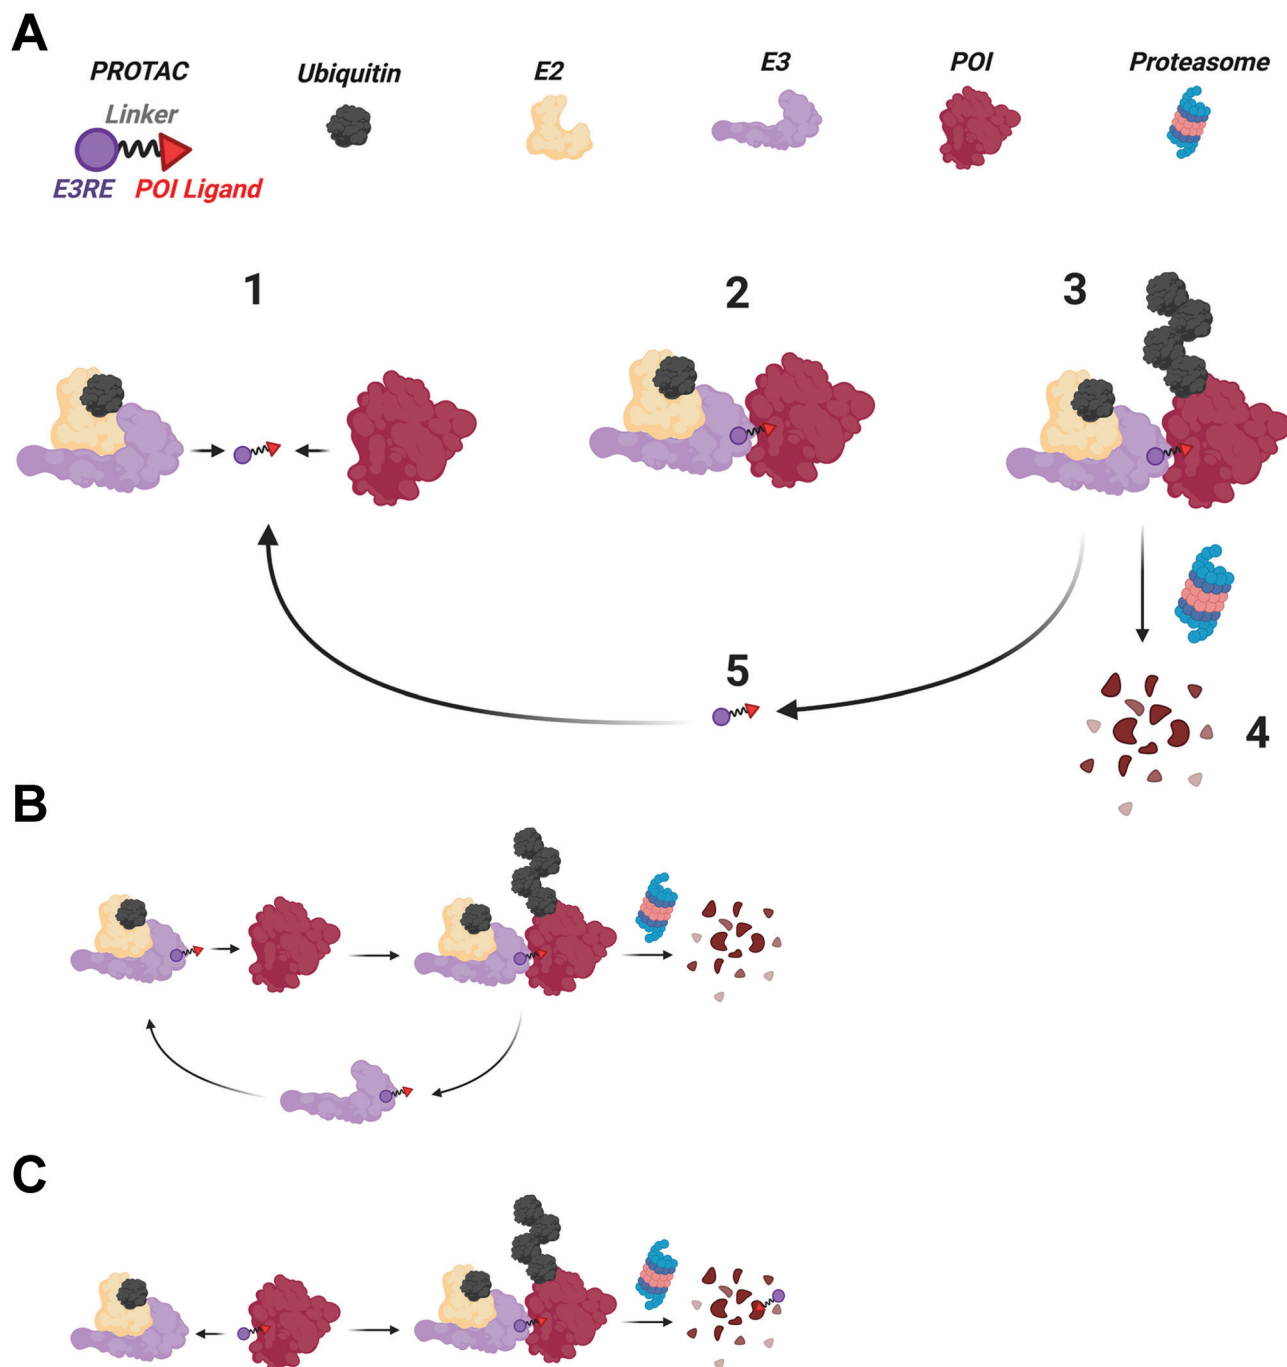 A
PROTAC
Ubiquitin
E2
E3
POI
Proteasome
Linker
E3RE
POI Ligand
1
2
3
5
4
B
C